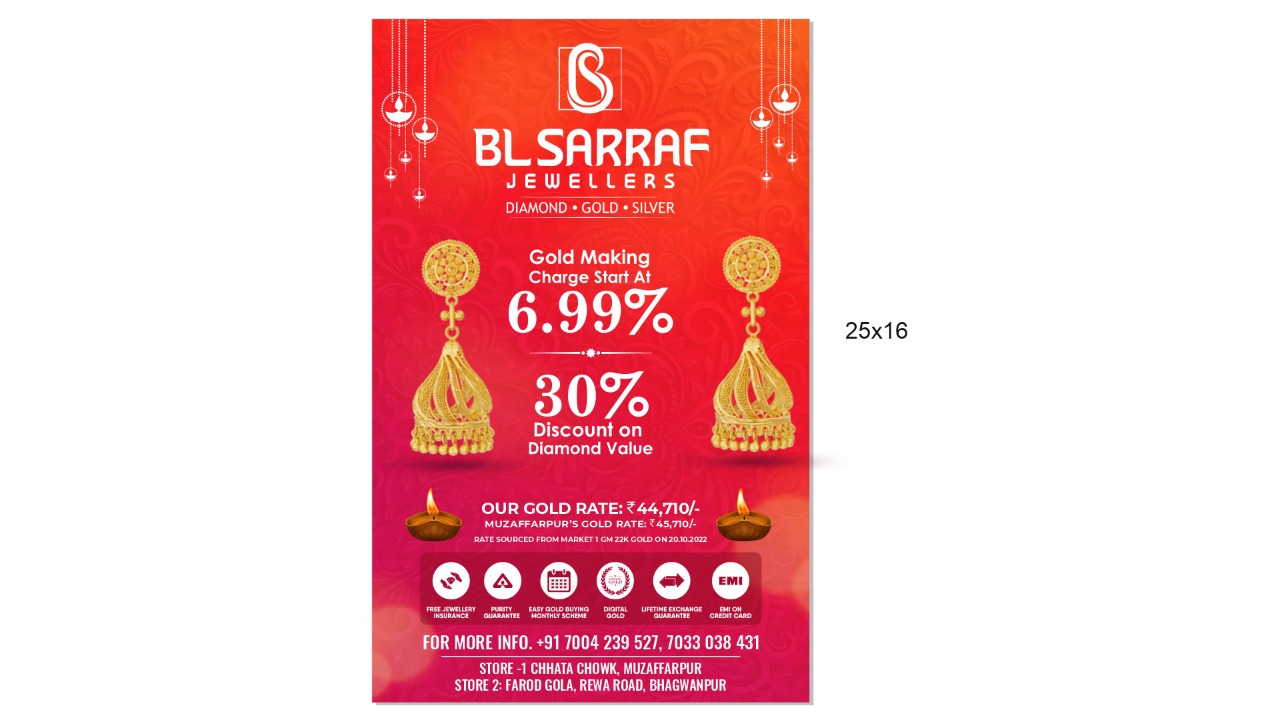 BL SARRAF
JEWELLERS
DIAMOND • GOLD • SILVER
Gold Making
Charge Start At
6.99%
30%
Discount on
Diamond Value
OUR GOLD RATE: ₹44,710/-
MUZAFFARPUR'S GOLD RATE: ₹45,710/-
RATE SOURCED FROM MARKET 1 GM 22K GOLD ON 20.10.2022
EMI
FREE JEWELLERY
INSURANCE
PURITY
GUARANTEE
EASY GOLD BUYING
MONTHLY SCHEME
DIGITAL
GOLD
LIFETIME EXCHANGE
GUARANTEE
EMI ON
CREDIT CARD
FOR MORE INFO. +91 7004 239 527, 7033 038 431
STORE -1 CHHATA CHOWK, MUZAFFARPUR
STORE 2: FAROD GOLA, REWA ROAD, BHAGWANPUR
25x16